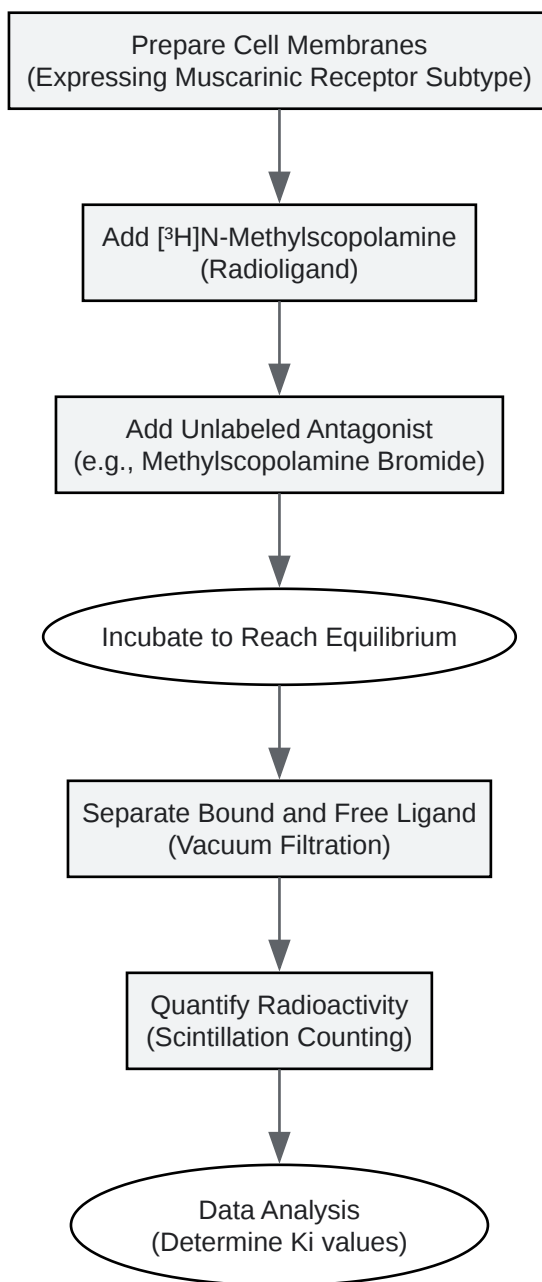 Prepare Cell Membranes
(Expressing Muscarinic Receptor Subtype)
Add [³H]N-Methylscopolamine
(Radioligand)
Add Unlabeled Antagonist
(e.g., Methylscopolamine Bromide)
Incubate to Reach Equilibrium
Separate Bound and Free Ligand
(Vacuum Filtration)
Quantify Radioactivity
(Scintillation Counting)
Data Analysis
(Determine Ki values)